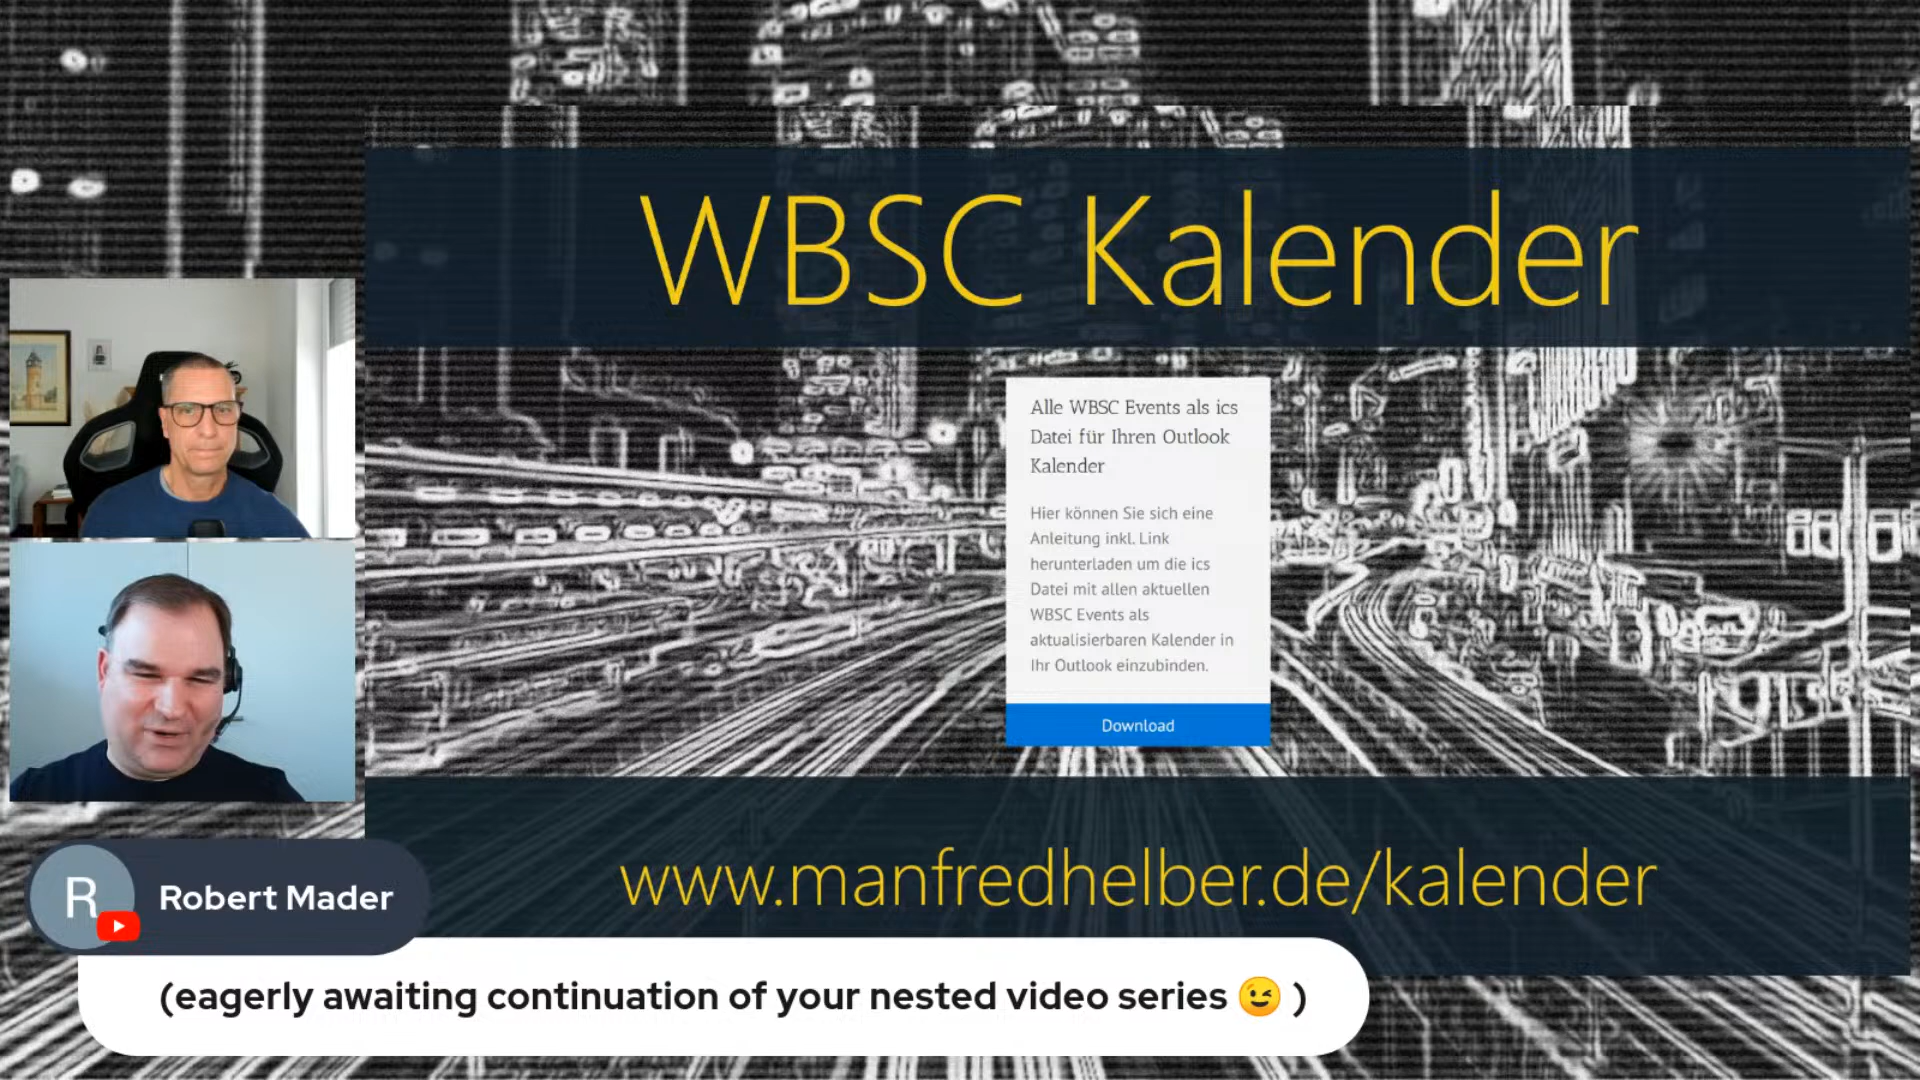 WBSC Kalender
Alle WBSC Events als ics
Datei für Ihren Outlook
Kalender
Hier können Sie sich eine
Anleitung inkl. Link
herunterladen um die ics
Datei mit allen aktuellen
WBSC Events als
aktualisierbaren Kalender in
Ihr Outlook einzubinden.
Download
www.manfredhelber.de/kalender
R
Robert Mader
(eagerly awaiting continuation of your nested video series 😉 )